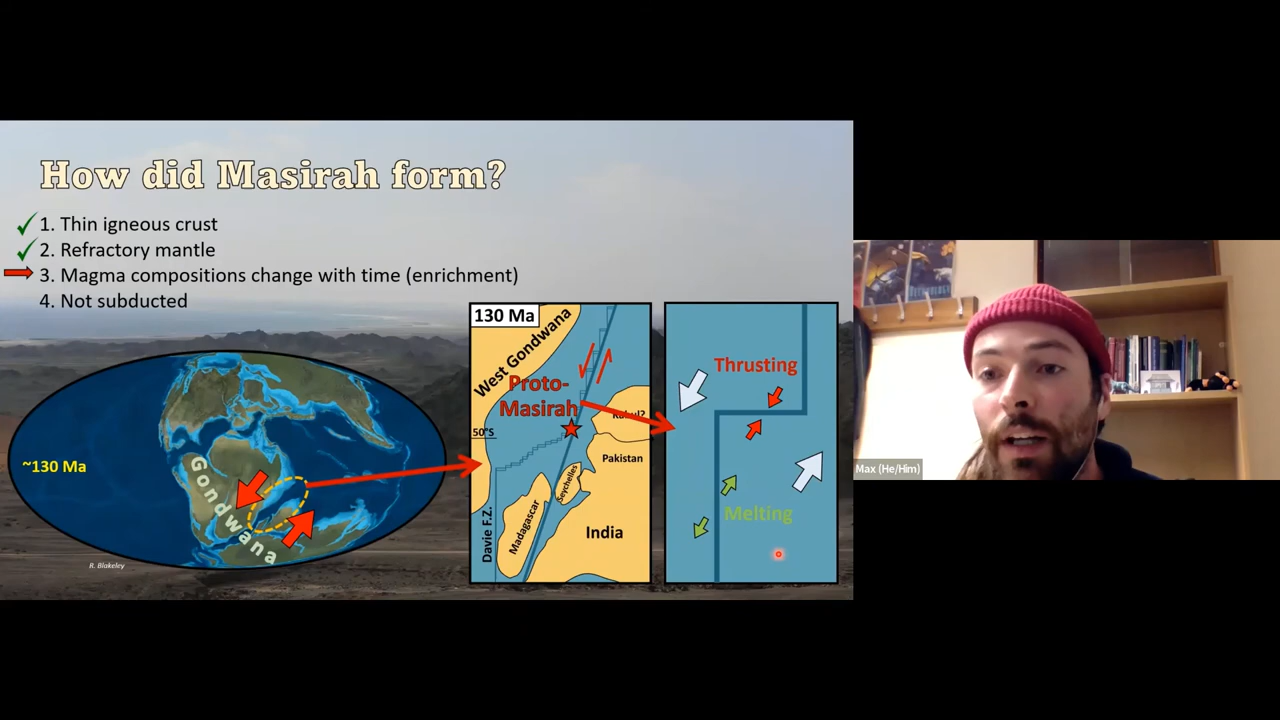 How did Masirah form?
1. Thin igneous crust
2. Refractory mantle
3. Magma compositions change with time (enrichment)
4. Not subducted
~130 Ma
Gondwana
R. Blakeley
130 Ma
West Gondwana
Proto-
Masirah
50°S
Kabul?
Pakistan
Seychelles
Madagascar
India
Davie F.Z.
Thrusting
Melting
Max (He/Him)